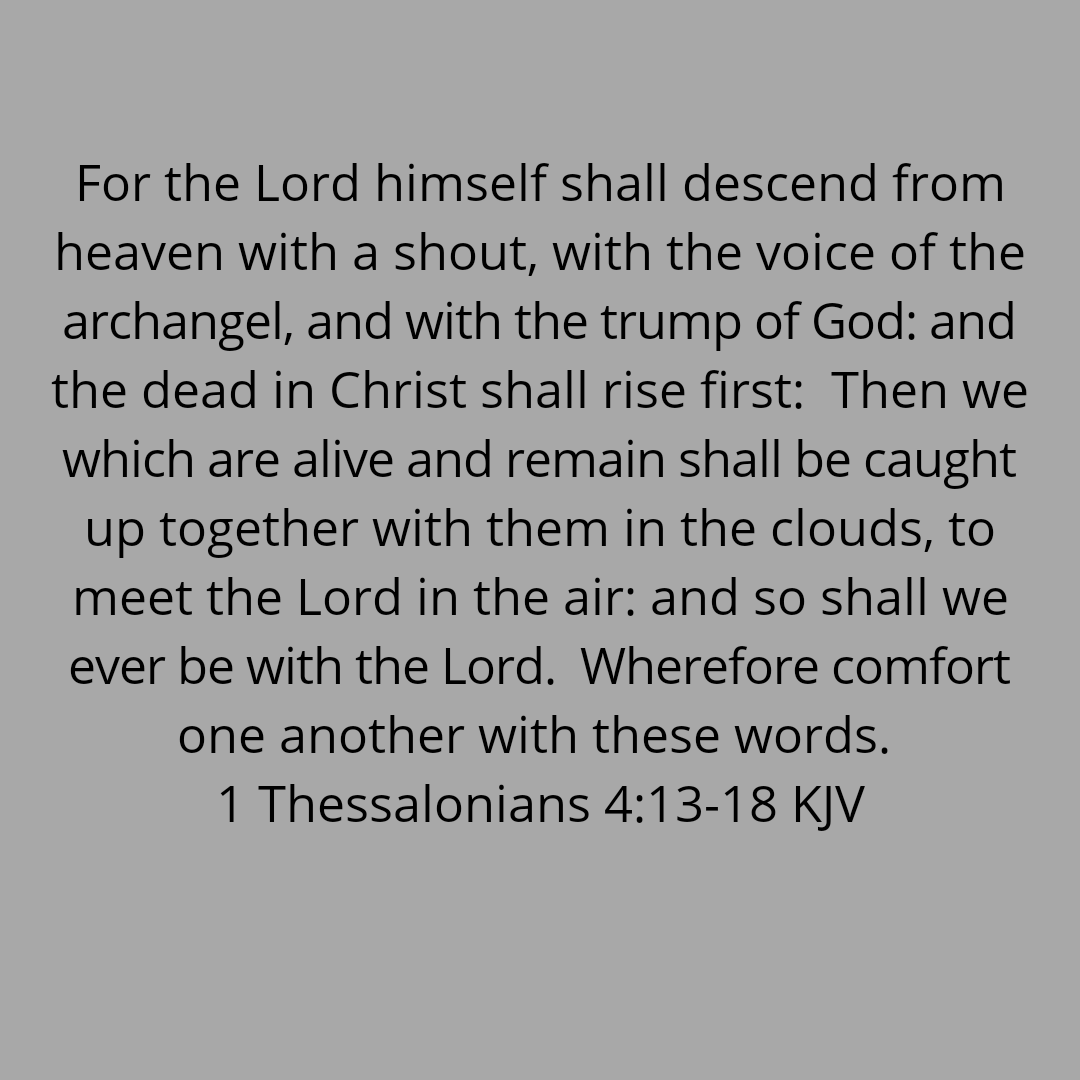 For the Lord himself shall descend from
heaven with a shout, with the voice of the
archangel, and with the trump of God: and
the dead in Christ shall rise first:  Then we
which are alive and remain shall be caught
up together with them in the clouds, to
meet the Lord in the air: and so shall we
ever be with the Lord.  Wherefore comfort
one another with these words.
1 Thessalonians 4:13-18 KJV